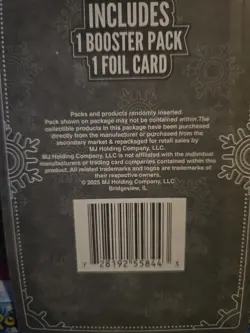 INCLUDES
1 BOOSTER PACK
1 FOIL CARD
Packs and products randomly inserted.
Pack shown on package may not be contained within. The
collectible products in this package have been purchased
directly from the manufacturer or purchased from the
secondary market & repackaged for retail sales by
MJ Holding Company, LLC.
MJ Holding Company, LLC is not affiliated with the individual
manufacturers or trading card companies contained within this
product. All related trademarks and logos are trademarks of
their respective owners.
© 2025 MJ Holding Company, LLC
Bridgeview, IL
7 28192 55844 3